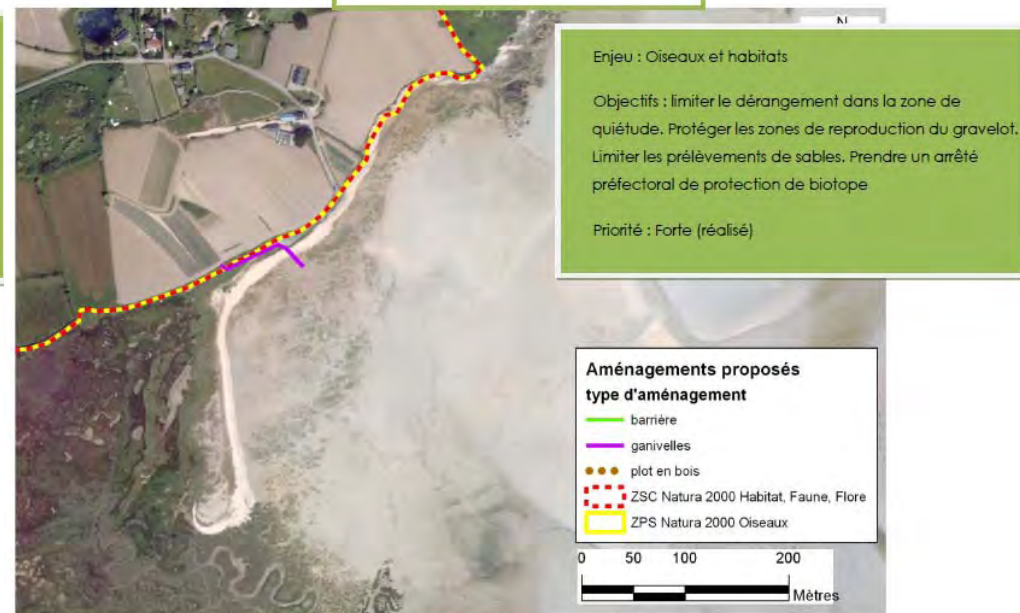 N
Enjeu : Oiseaux et habitats
Objectifs : limiter le dérangement dans la zone de
quiétude. Protéger les zones de reproduction du gravelot.
Limiter les prélèvements de sables. Prendre un arrêté
préfectoral de protection de biotope
Priorité : Forte (réalisé)
Aménagements proposés
type d'aménagement
barrière
ganivelles
plot en bois
ZSC Natura 2000 Habitat, Faune, Flore
ZPS Natura 2000 Oiseaux
0 50 100 200
Mètres